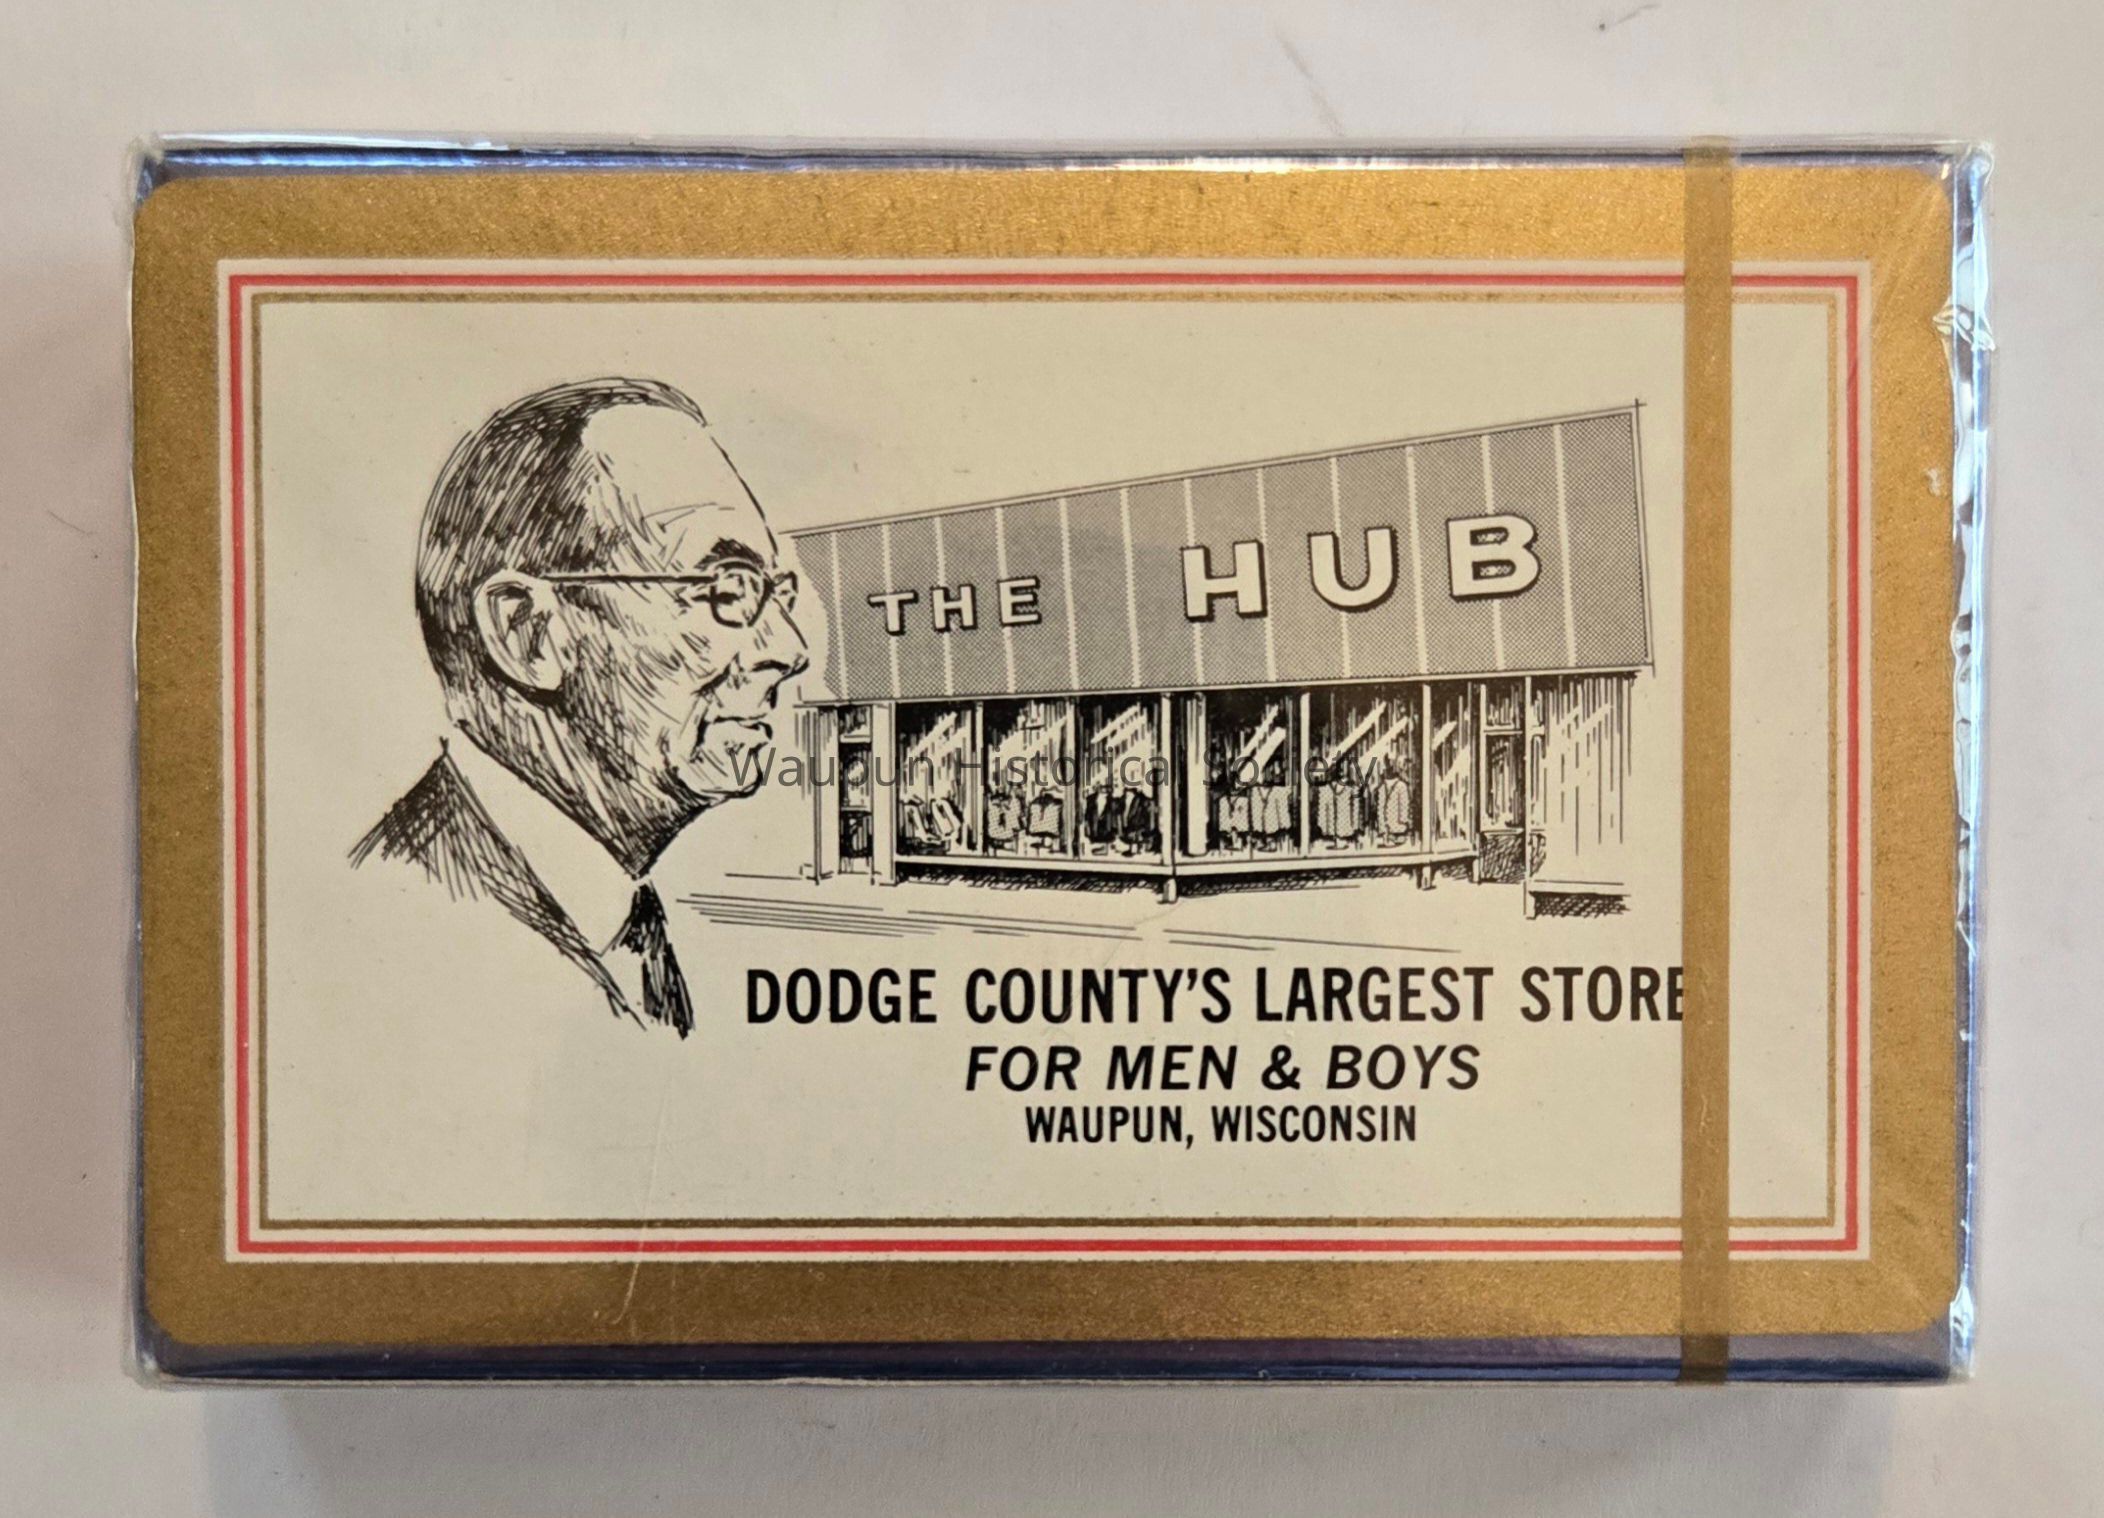 THE HUB
Waupun Historical Society
DODGE COUNTY'S LARGEST STORE
FOR MEN & BOYS
WAUPUN, WISCONSIN